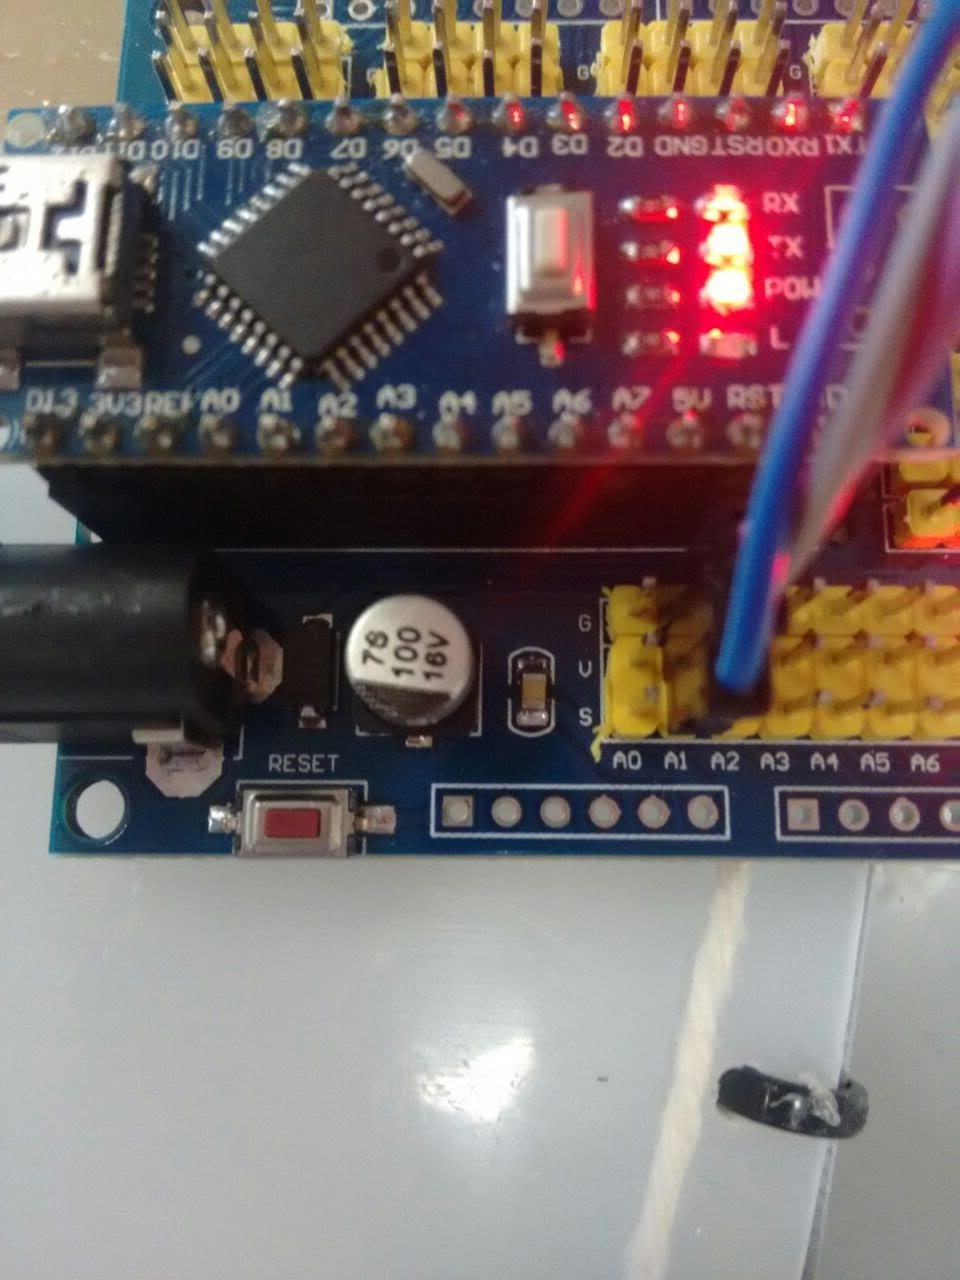 G
G
D12 D11 D10 D9 D8 D7 D6 D5 D4 D3 D2 GND RST RX0 TX1
RX
TX
POW
L
D13 3V3 REF A0 A1 A2 A3 A4 A5 A6 A7 5V RST
7S
100
16V
G
V
S
A0 A1 A2 A3 A4 A5 A6
RESET